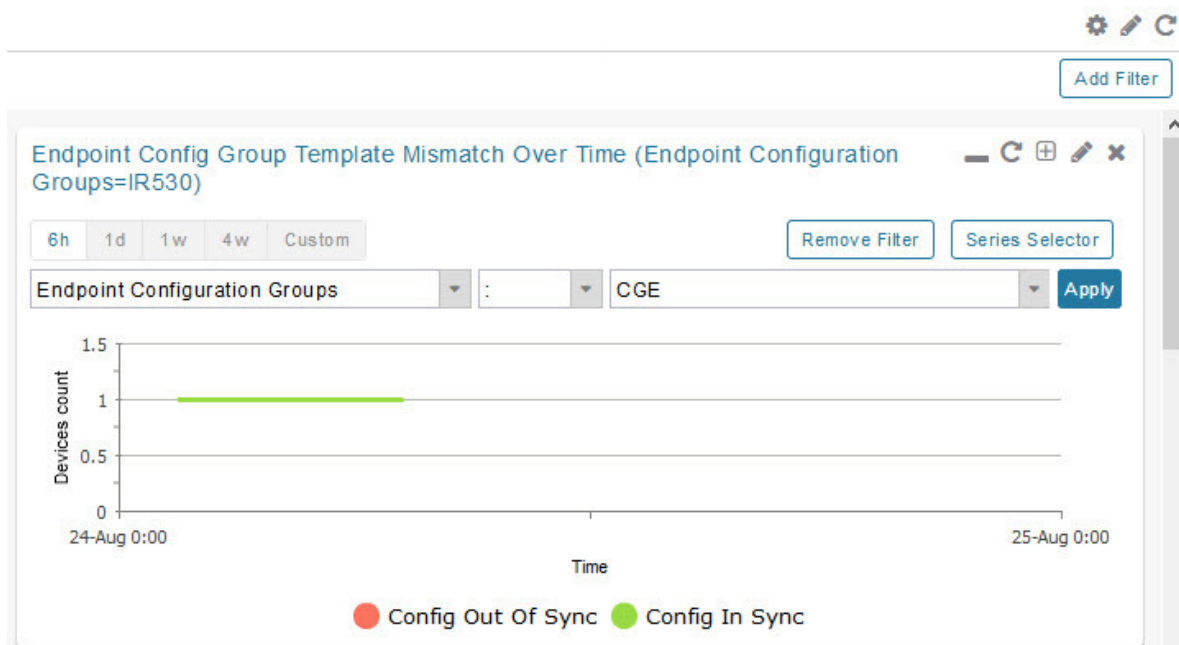 Add Filter
Endpoint Config Group Template Mismatch Over Time (Endpoint Configuration
Groups=IR530)
6h 1d 1w 4w Custom
Remove Filter Series Selector
Endpoint Configuration Groups : CGE Apply
1.5
1
0.5
0
Devices count
24-Aug 0:00 25-Aug 0:00
Time
Config Out Of Sync Config In Sync